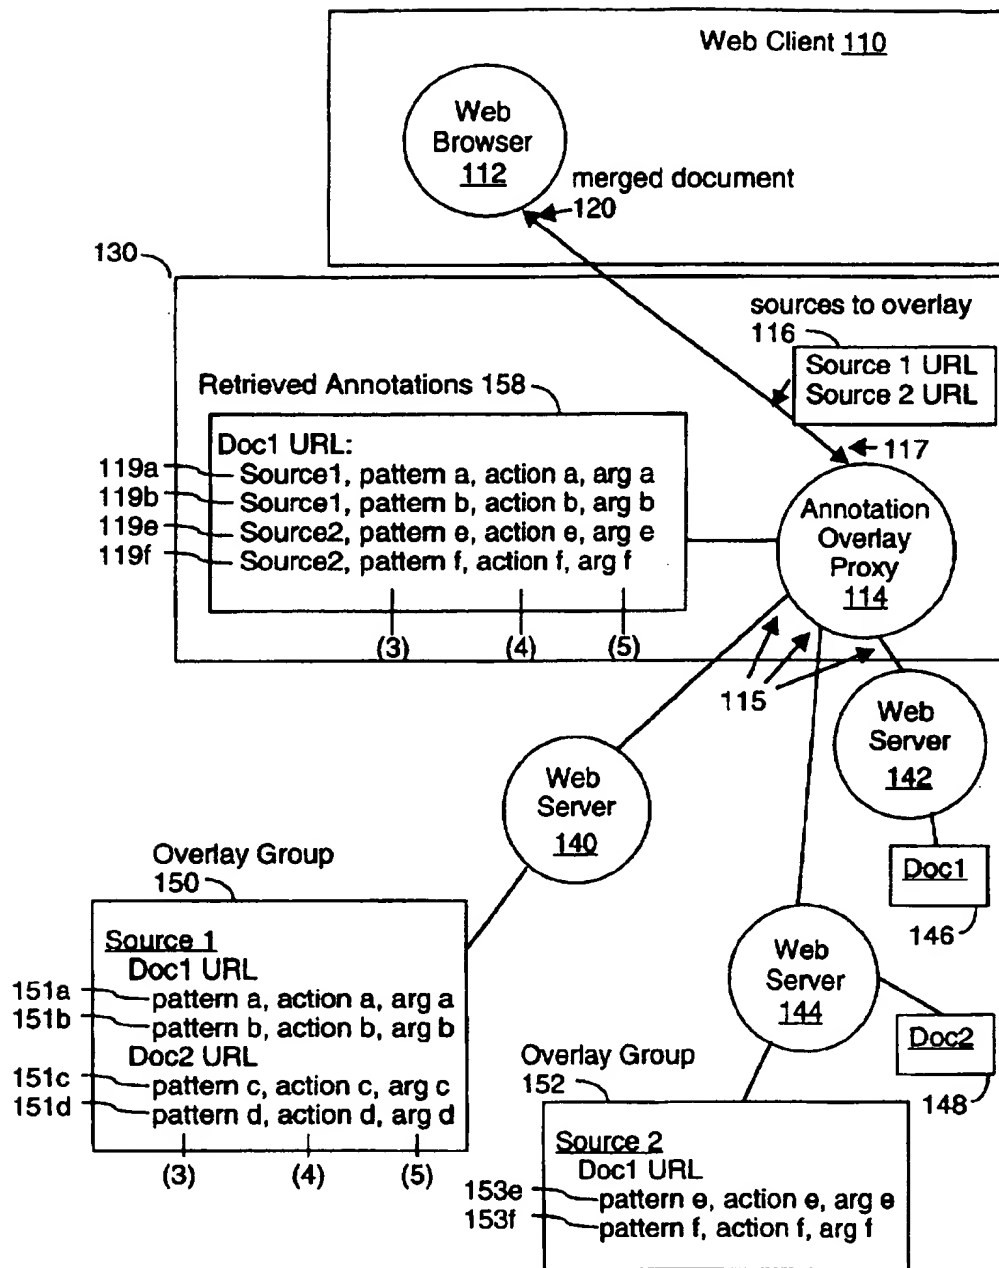 Web Client 110
Web
Browser
112
merged document
120
130
sources to overlay
116
Source 1 URL
Source 2 URL
Retrieved Annotations 158
117
Doc1 URL:
119a Source1, pattern a, action a, arg a
119b Source1, pattern b, action b, arg b
119e Source2, pattern e, action e, arg e
119f Source2, pattern f, action f, arg f
(3) (4) (5)
Annotation
Overlay
Proxy
114
115
Web
Server
142
Web
Server
140
Doc1
146
Overlay Group
150
Source 1
Doc1 URL
151a pattern a, action a, arg a
151b pattern b, action b, arg b
Doc2 URL
151c pattern c, action c, arg c
151d pattern d, action d, arg d
(3) (4) (5)
Web
Server
144
Doc2
148
Overlay Group
152
Source 2
Doc1 URL
153e pattern e, action e, arg e
153f pattern f, action f, arg f